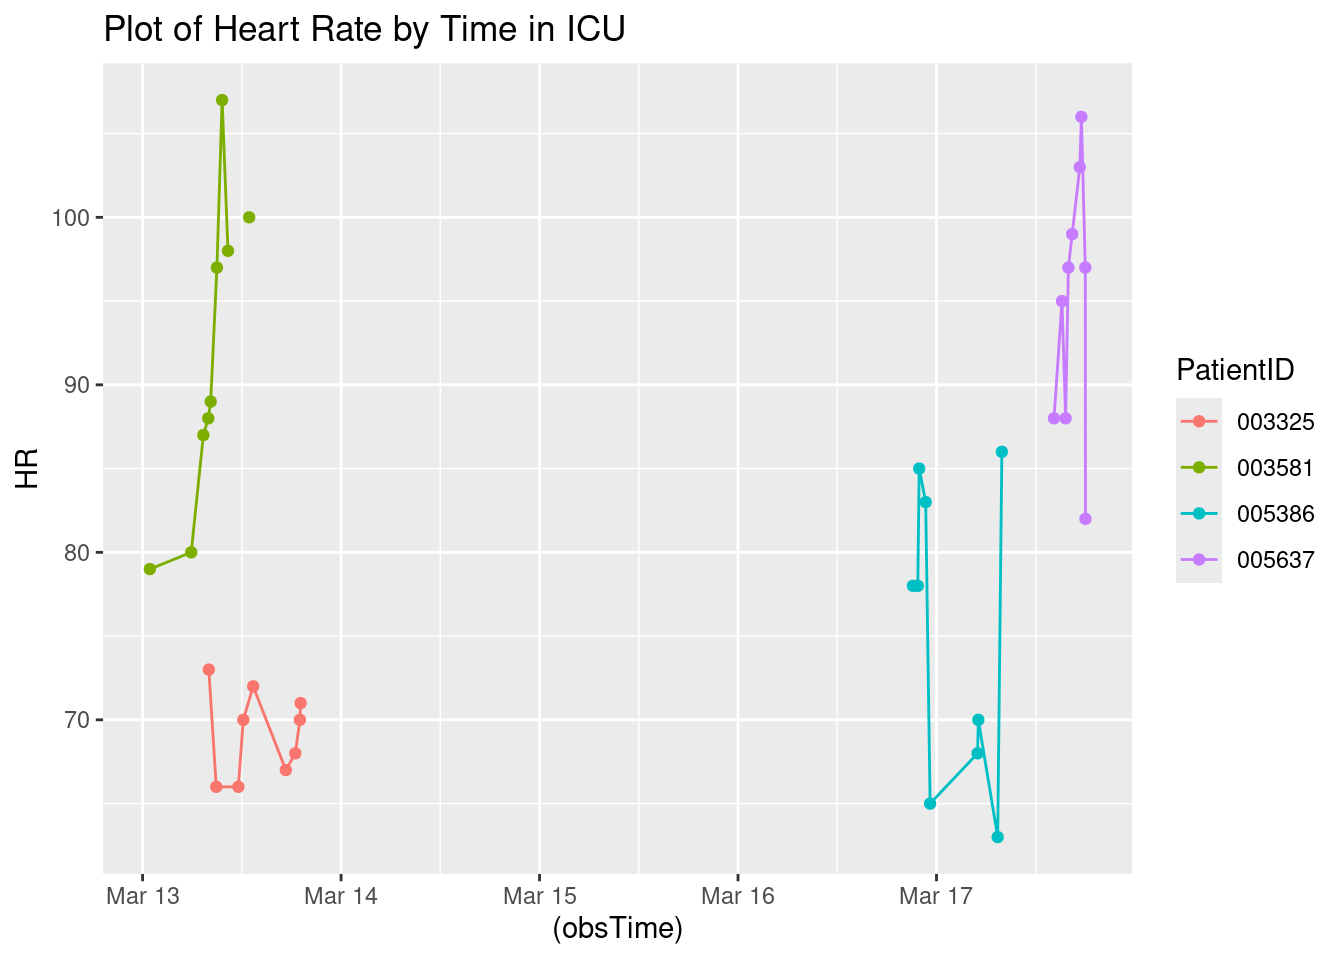 Plot of Heart Rate by Time in ICU
HR
100
90
80
70
Mar 13
Mar 14
Mar 15
Mar 16
Mar 17
(obsTime)
PatientID
003325
003581
005386
005637